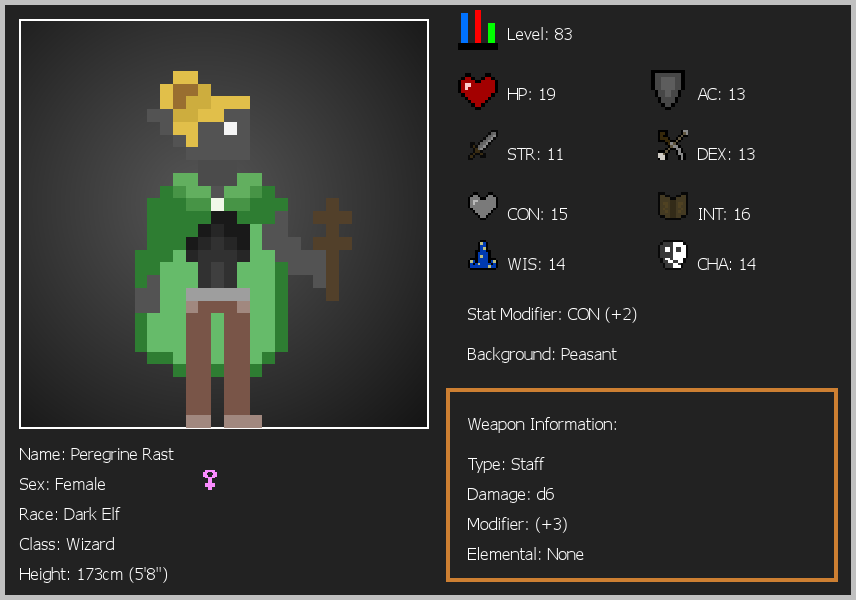 Level: 83
HP: 19
AC: 13
STR: 11
DEX: 13
CON: 15
INT: 16
WIS: 14
CHA: 14
Stat Modifier: CON (+2)
Background: Peasant
Weapon Information:
Type: Staff
Damage: d6
Modifier: (+3)
Elemental: None
Name: Peregrine Rast
Sex: Female
Race: Dark Elf
Class: Wizard
Height: 173cm (5'8")